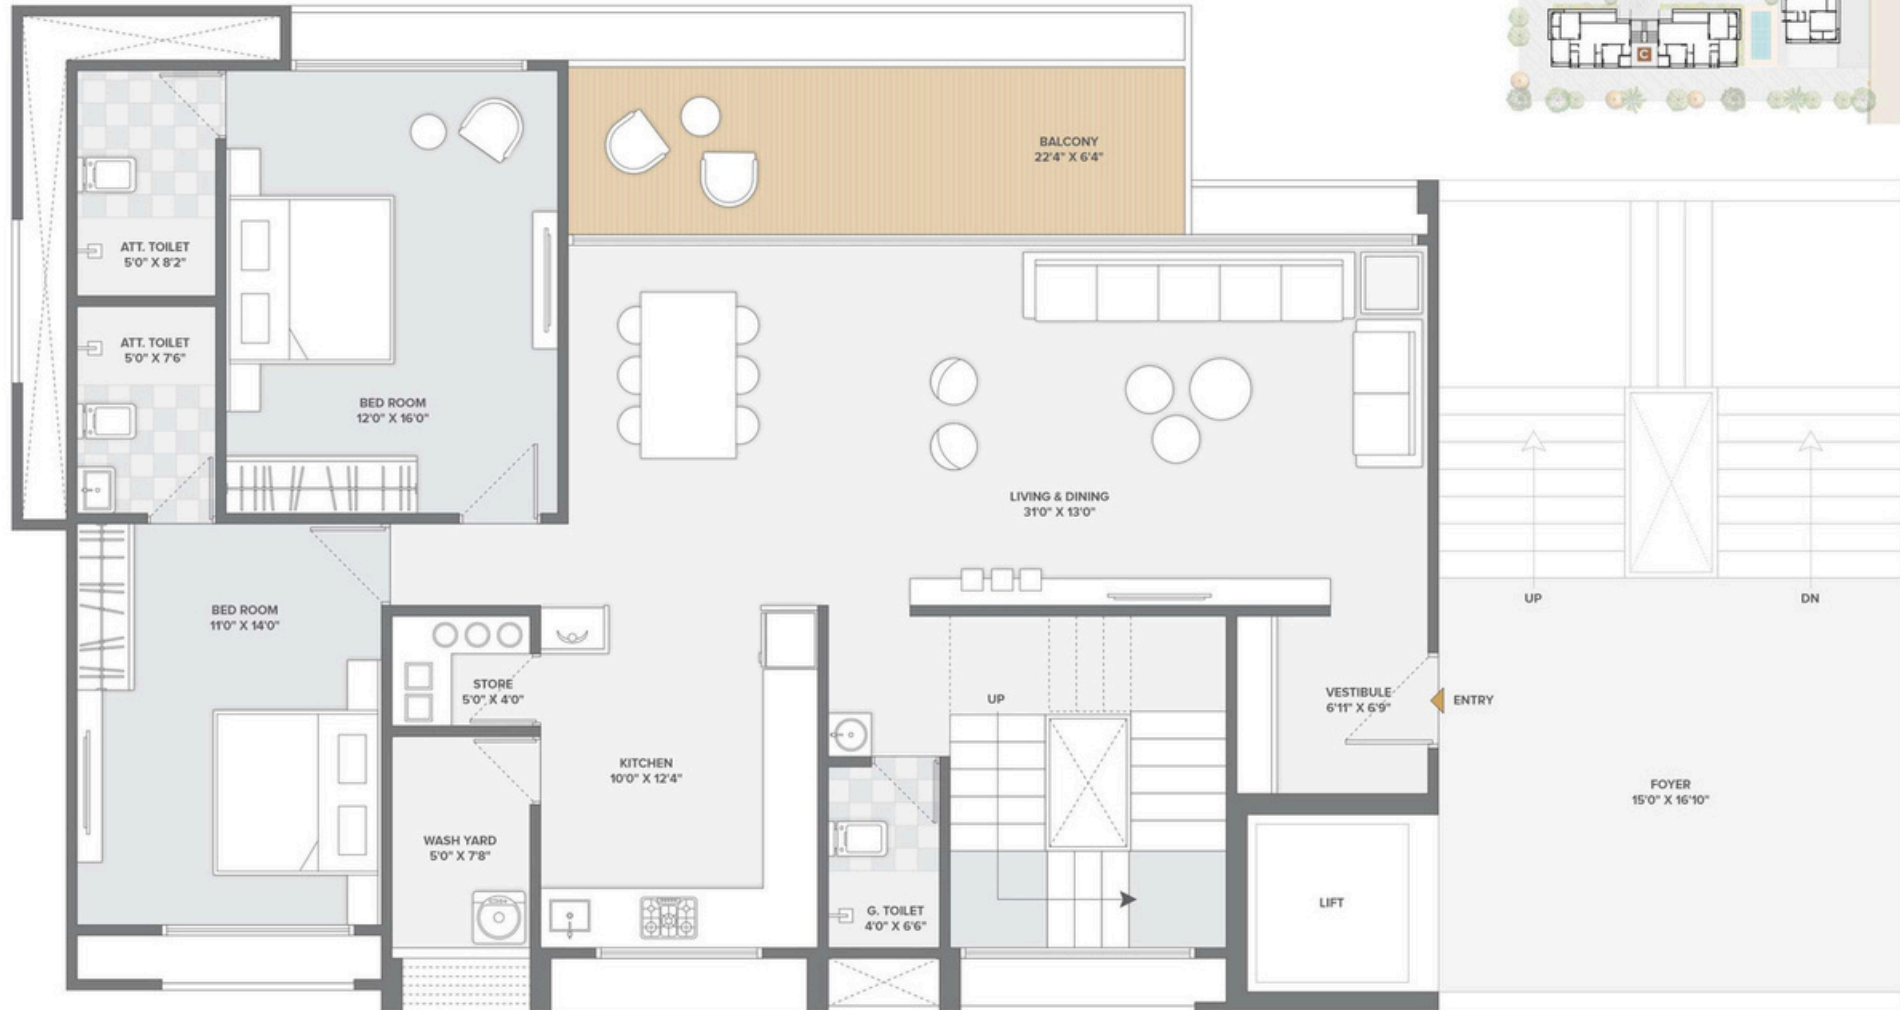 C
BALCONY
22'4" X 6'4"
ATT. TOILET
5'0" X 8'2"
ATT. TOILET
5'0" X 7'6"
BED ROOM
12'0" X 16'0"
LIVING & DINING
31'0" X 13'0"
BED ROOM
11'0" X 14'0"
UP
DN
STORE
5'0" X 4'0"
UP
VESTIBULE
6'11" X 6'9"
ENTRY
KITCHEN
10'0" X 12'4"
FOYER
15'0" X 16'10"
WASH YARD
5'0" X 7'8"
G. TOILET
4'0" X 6'6"
LIFT